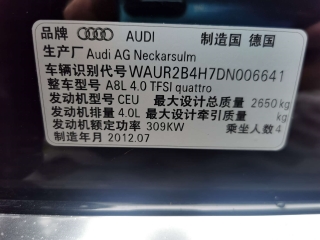 品牌 AUDI 制造国 德国
生产厂 Audi AG Neckarsulm
车辆识别代号 WAUR2B4H7DN006641
整车型号 A8L 4.0 TFSI quattro
发动机型号 CEU 最大设计总质量 2650kg
发动机排量 4.0L 最大设计牵引质量 kg
发动机额定功率 309KW 乘坐人数 4
制造年月 2012.07